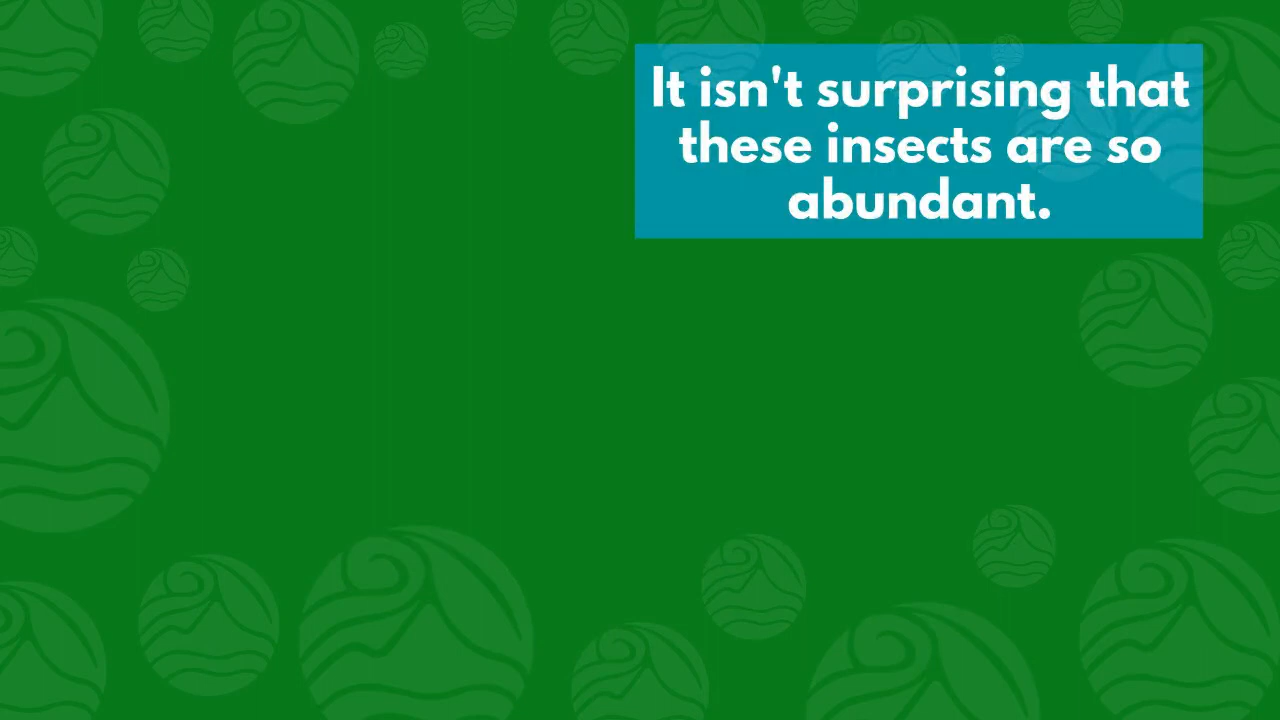 It isn't surprising that
these insects are so
abundant.